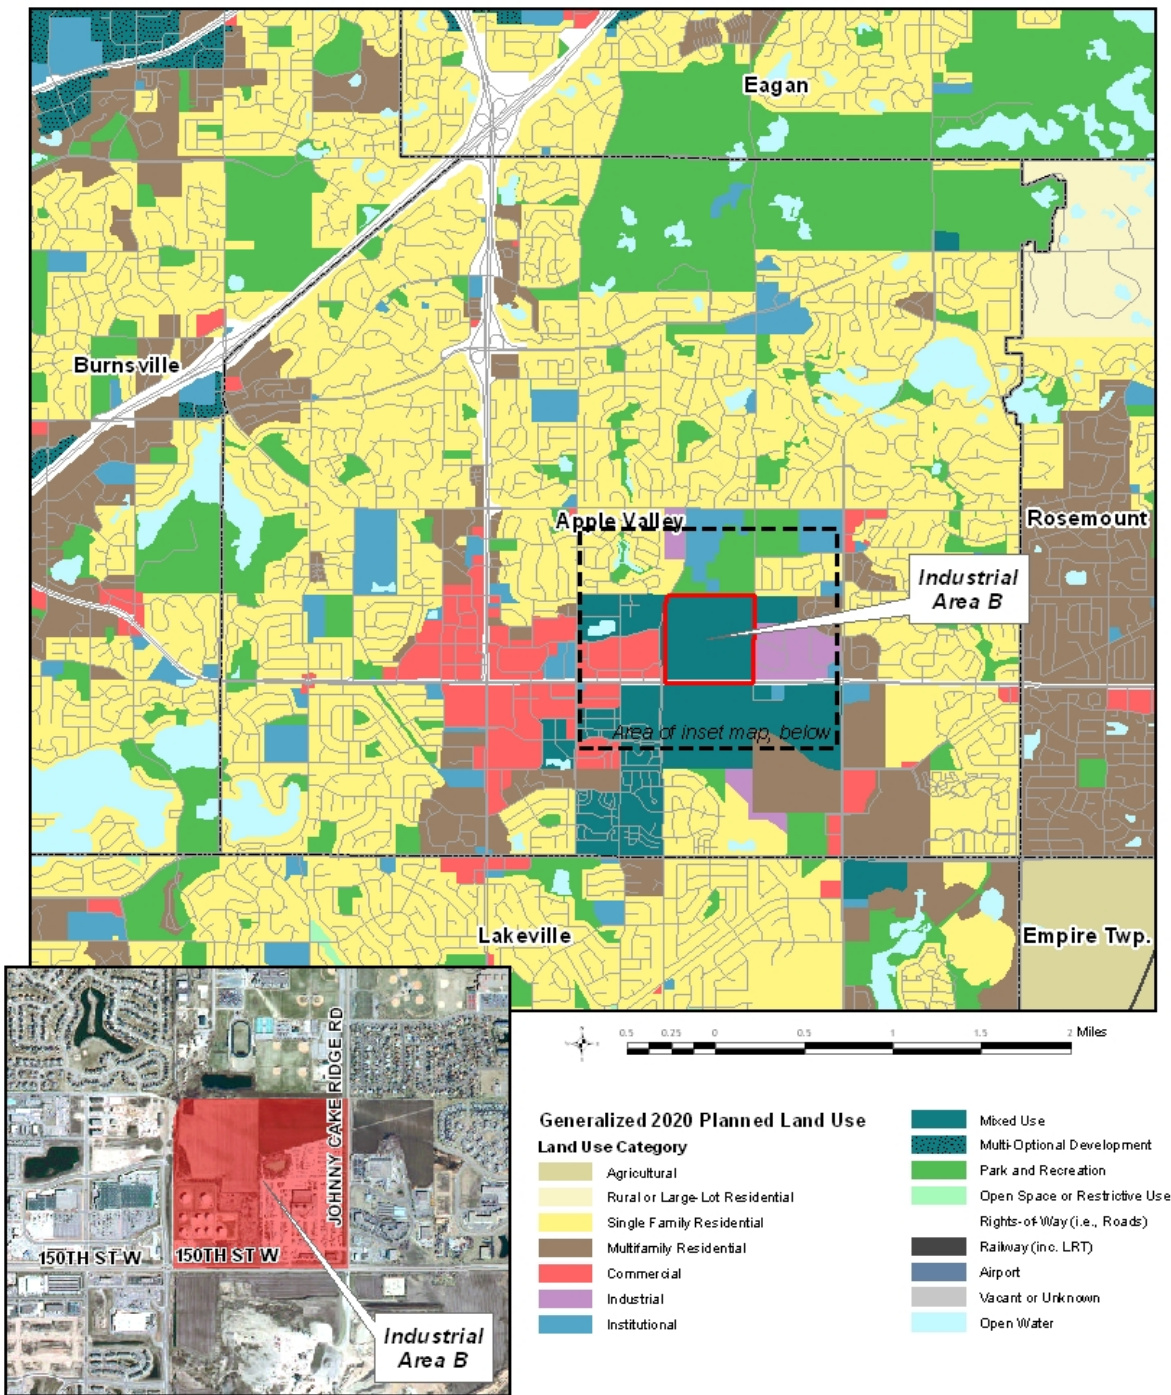 Eagan
Burnsville
Apple Valley
Rosemount
Industrial
Area B
Area of inset map, below
Lakeville
Empire Twp.
JOHNNY CAKE RIDGE RD
150TH ST W
150TH ST W
Industrial
Area B
0.5 0.25 0 0.5 1 1.5 2 Miles
Generalized 2020 Planned Land Use
Land Use Category
Agricultural
Rural or Large-Lot Residential
Single Family Residential
Multifamily Residential
Commercial
Industrial
Institutional
Mixed Use
Multi-Optional Development
Park and Recreation
Open Space or Restrictive Use
Rights-of-Way (i.e., Roads)
Railway (inc. LRT)
Airport
Vacant or Unknown
Open Water